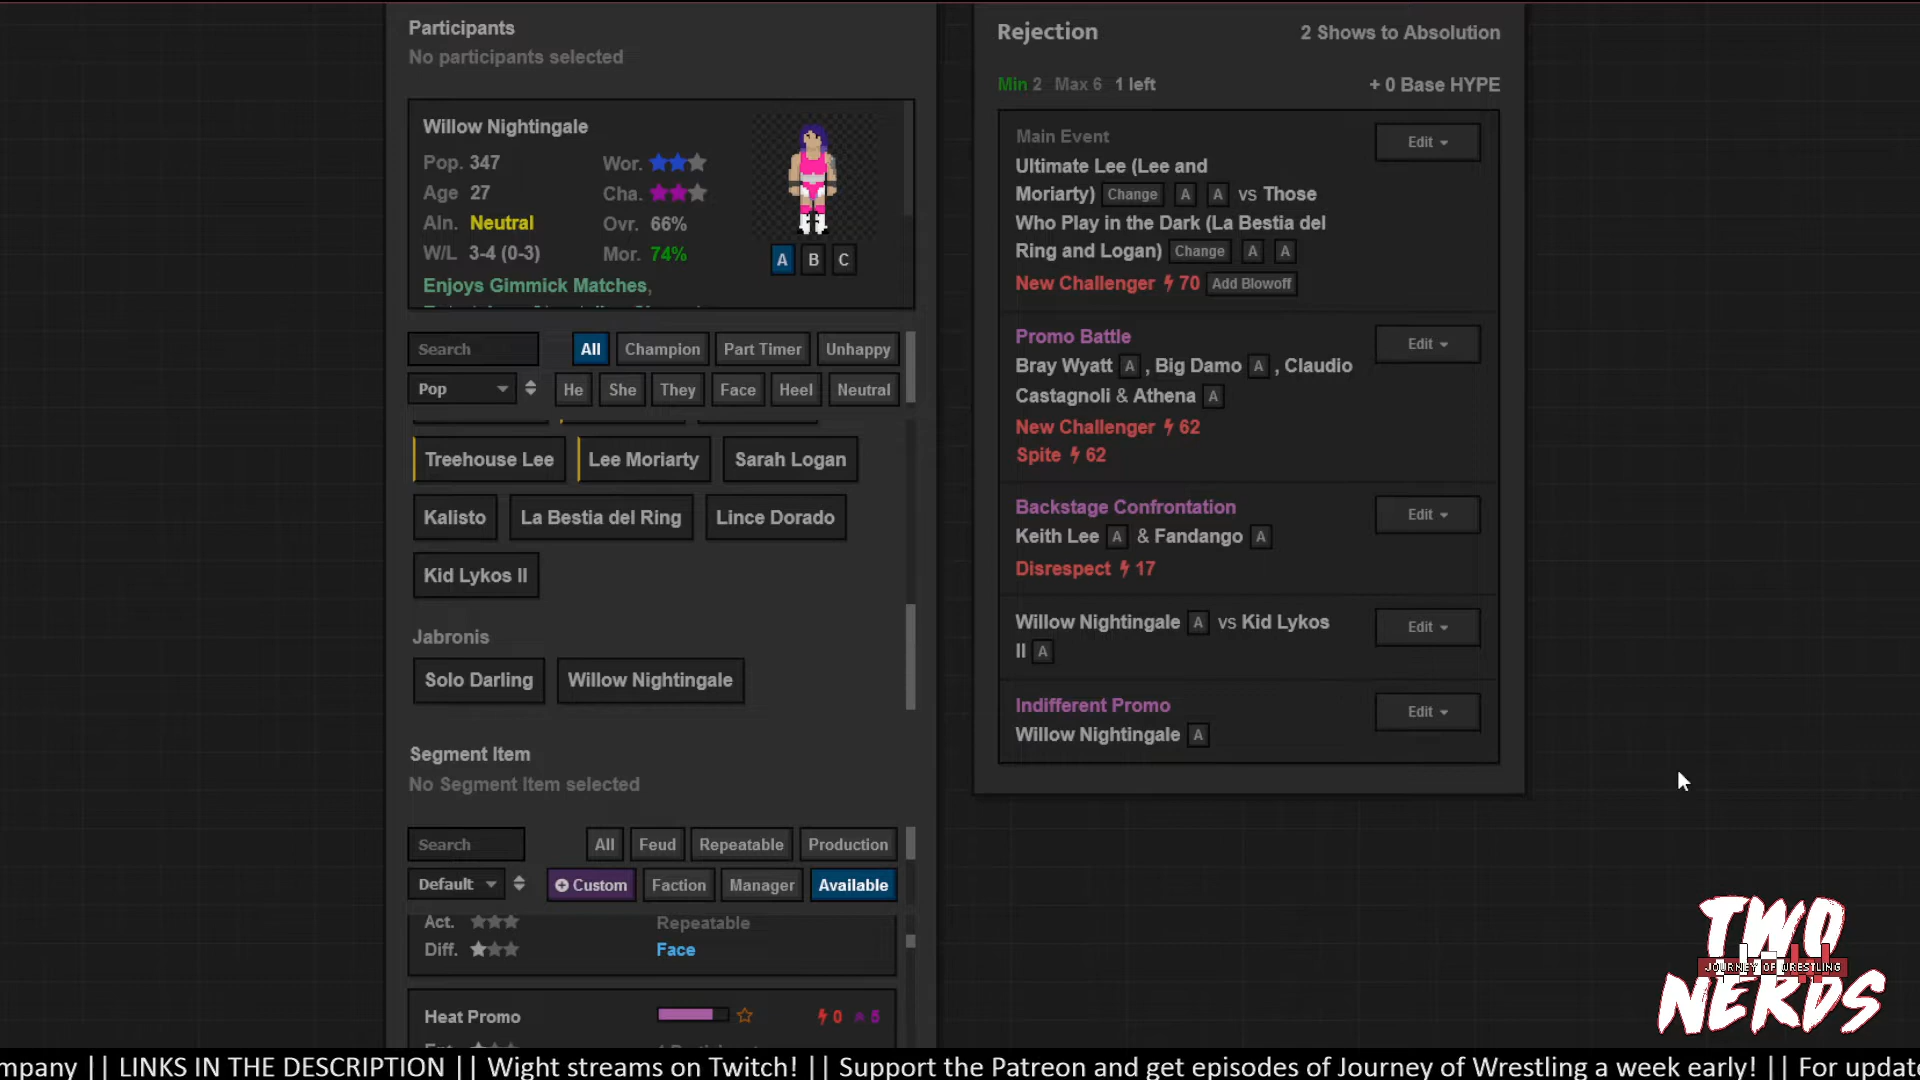 Participants
No participants selected
Willow Nightingale
Pop. 347
Wor.
Age 27
Cha.
Aln. Neutral
Ovr. 66%
W/L 3-4 (0-3)
Mor. 74%
A B C
Enjoys Gimmick Matches,
Search
All Champion Part Timer Unhappy
Pop
He She They Face Heel Neutral
Treehouse Lee Lee Moriarty Sarah Logan
Kalisto La Bestia del Ring Lince Dorado
Kid Lykos II
Jabronis
Solo Darling Willow Nightingale
Segment Item
No Segment Item selected
Search
All Feud Repeatable Production
Default
Custom Faction Manager Available
Act.
Repeatable
Diff.
Face
Heat Promo
0 5
Rejection
2 Shows to Absolution
Min 2 Max 6 1 left
+ 0 Base HYPE
Main Event
Edit
Ultimate Lee (Lee and
Moriarty) Change A A vs Those
Who Play in the Dark (La Bestia del
Ring and Logan) Change A A
New Challenger 70 Add Blowoff
Promo Battle
Edit
Bray Wyatt A , Big Damo A , Claudio
Castagnoli & Athena A
New Challenger 62
Spite 62
Backstage Confrontation
Edit
Keith Lee A & Fandango A
Disrespect 17
Willow Nightingale A vs Kid Lykos
II A
Edit
Indifferent Promo
Edit
Willow Nightingale A
TWO
JOURNEY OF WRESTLING
NERDS
mpany || LINKS IN THE DESCRIPTION || Wight streams on Twitch! || Support the Patreon and get episodes of Journey of Wrestling a week early! || For updat